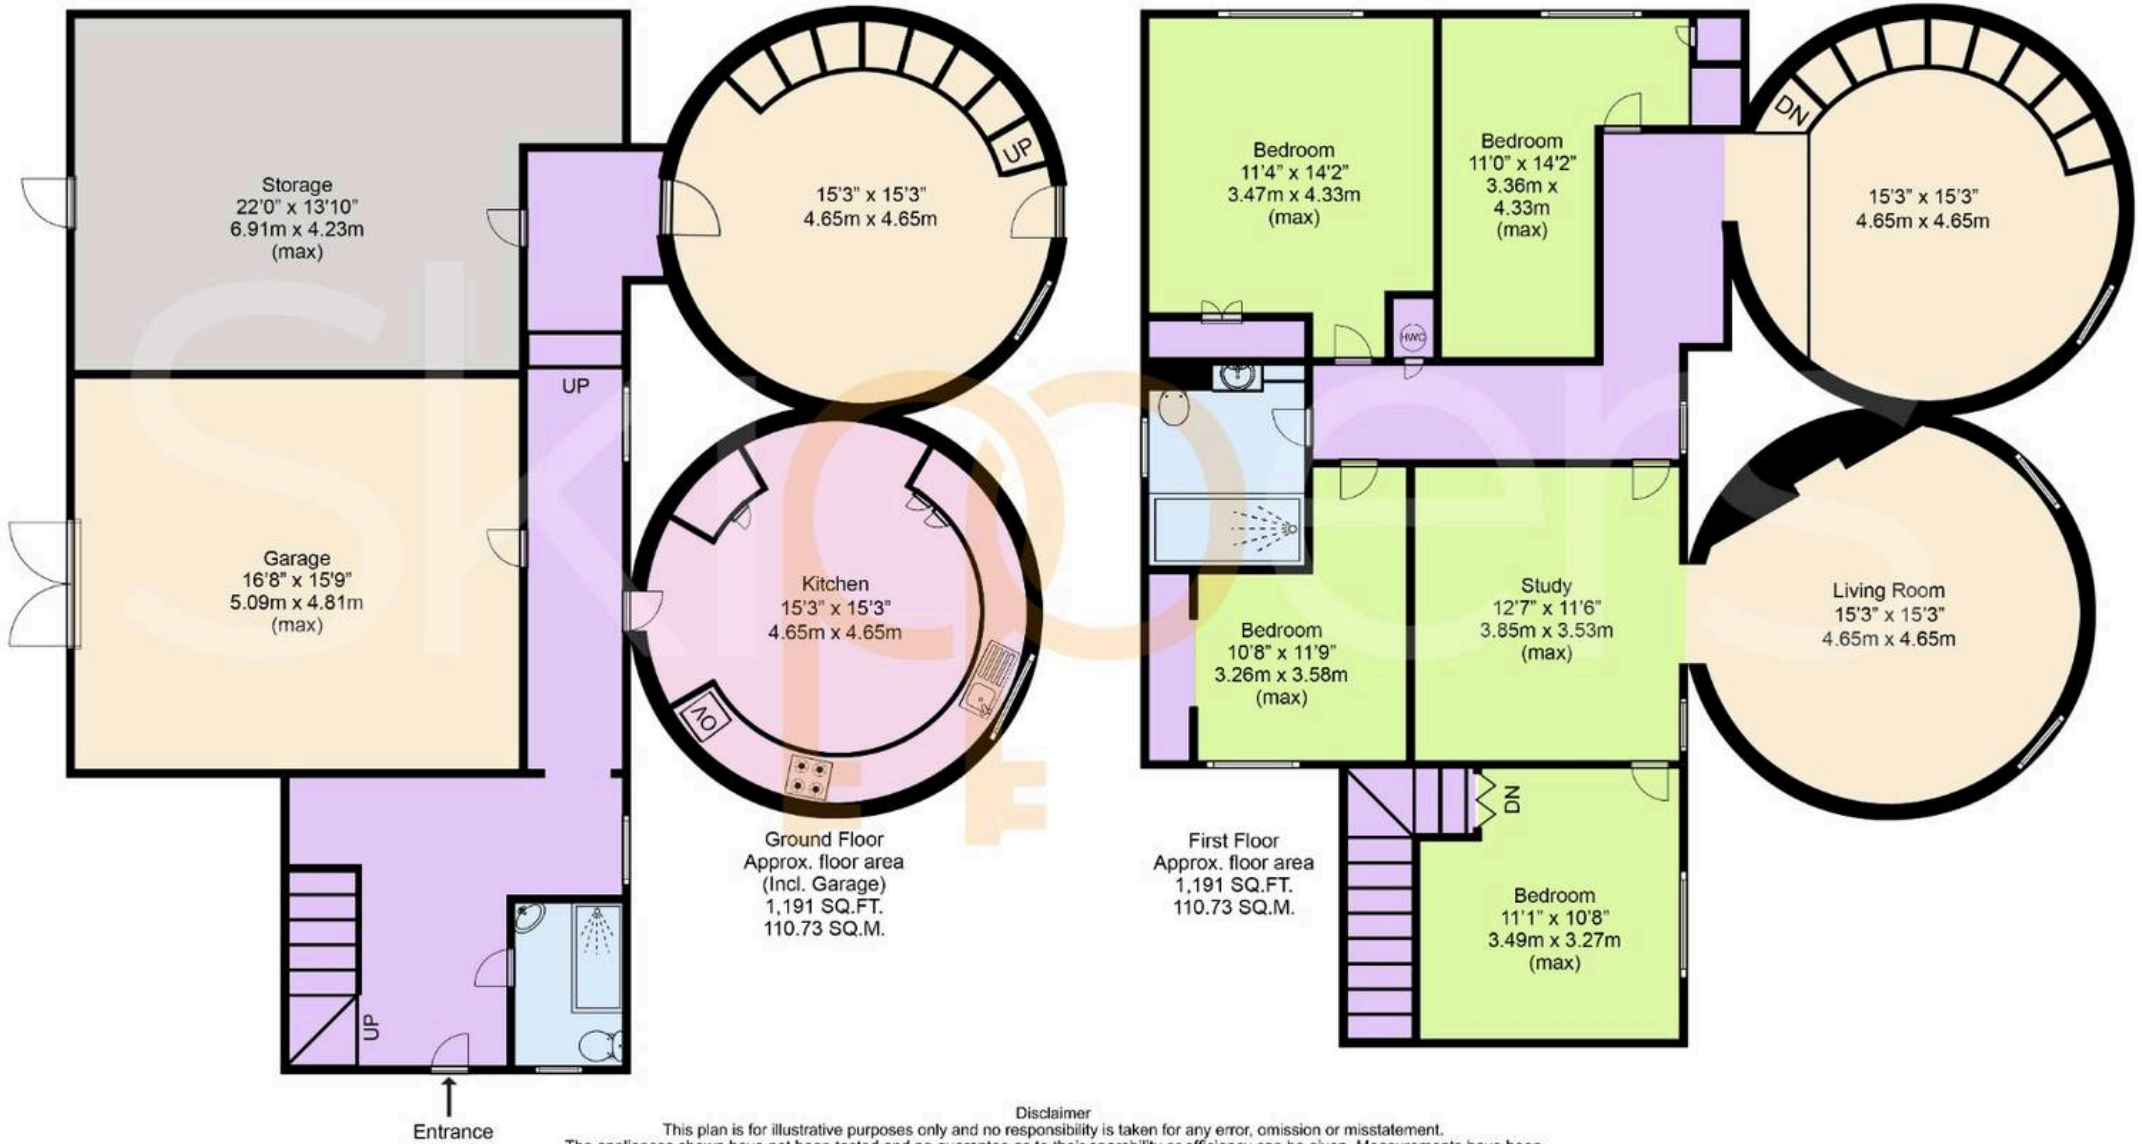 Storage
22'0" x 13'10"
6.91m x 4.23m
(max)
UP
15'3" x 15'3"
4.65m x 4.65m
UP
Garage
16'8" x 15'9"
5.09m x 4.81m
(max)
Kitchen
15'3" x 15'3"
4.65m x 4.65m
OV
UP
Entrance
Ground Floor
Approx. floor area
(Incl. Garage)
1,191 SQ.FT.
110.73 SQ.M.
Bedroom
11'4" x 14'2"
3.47m x 4.33m
(max)
Bedroom
11'0" x 14'2"
3.36m x
4.33m
(max)
HWC
DN
15'3" x 15'3"
4.65m x 4.65m
Bedroom
10'8" x 11'9"
3.26m x 3.58m
(max)
Study
12'7" x 11'6"
3.85m x 3.53m
(max)
Living Room
15'3" x 15'3"
4.65m x 4.65m
DN
Bedroom
11'1" x 10'8"
3.49m x 3.27m
(max)
First Floor
Approx. floor area
1,191 SQ.FT.
110.73 SQ.M.
Skippers
Disclaimer
This plan is for illustrative purposes only and no responsibility is taken for any error, omission or misstatement.